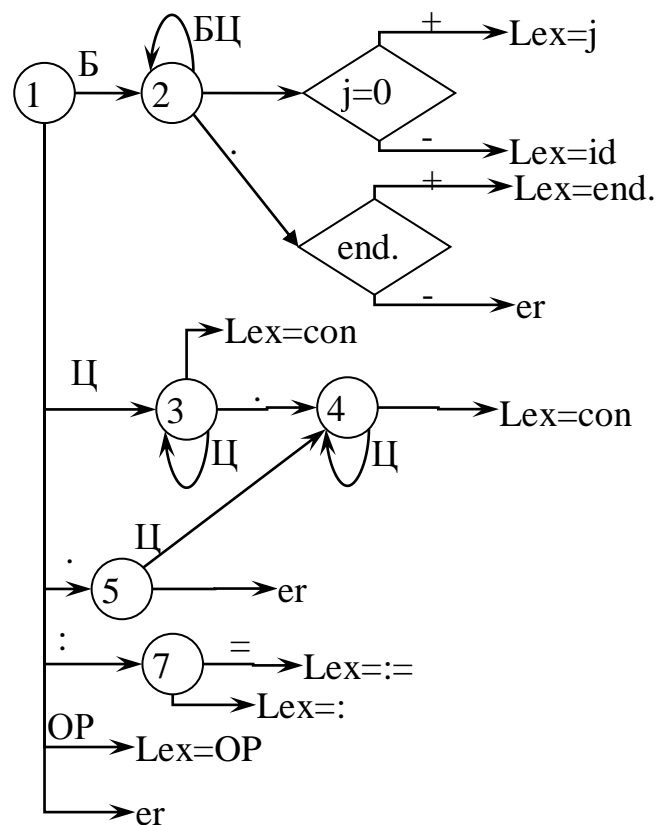 БЦ
+
Lex=j
Б
1
2
j=0
-
Lex=id
.
+
Lex=end.
end.
-
er
Lex=con
Ц
.
3
4
Lex=con
Ц
Ц
Ц
.
5
er
:
7
=
Lex=:=
Lex=:
ОР
Lex=OP
er